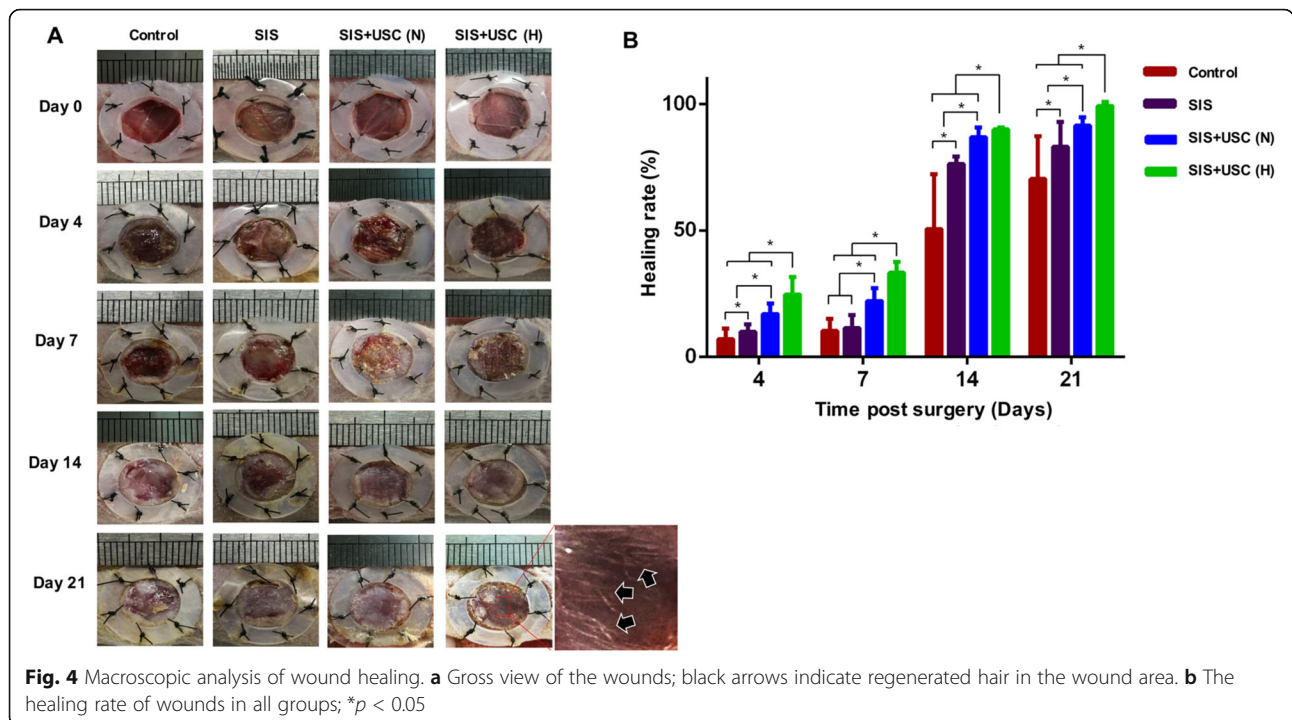 A
Control SIS SIS+USC (N) SIS+USC (H)
Day 0
Day 4
Day 7
Day 14
Day 21
B
Healing rate (%)
100
50
0
* * * * * * * * * * *
4 7 14 21
Time post surgery (Days)
Control
SIS
SIS+USC (N)
SIS+USC (H)
Fig. 4 Macroscopic analysis of wound healing. a Gross view of the wounds; black arrows indicate regenerated hair in the wound area. b The
healing rate of wounds in all groups; *p < 0.05